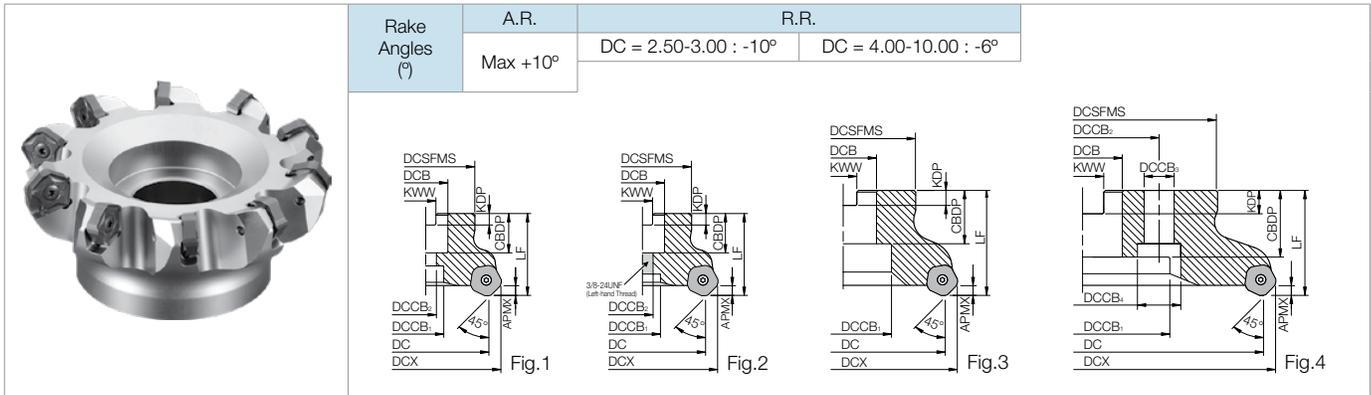 Rake
Angles
(º)
A.R.
R.R.
Max +10º
DC = 2.50-3.00 : -10º
DC = 4.00-10.00 : -6º
DCSFMS
DCB
KWW
KDP
CBDP
LF
APMX
DCCB₂
DCCB₁
DC
DCX
45°
Fig.1
DCSFMS
DCB
KWW
KDP
CBDP
LF
APMX
3/8-24UNF
(Left-hand Thread)
DCCB₂
DCCB₁
DC
DCX
45°
Fig.2
DCSFMS
DCB
KWW
KDP
CBDP
LF
APMX
DCCB₁
DC
DCX
45°
Fig.3
DCSFMS
DCCB₂
DCB
KWW
DCCB₃
KDP
CBDP
LF
APMX
DCCB₄
DCCB₁
DC
DCX
45°
Fig.4